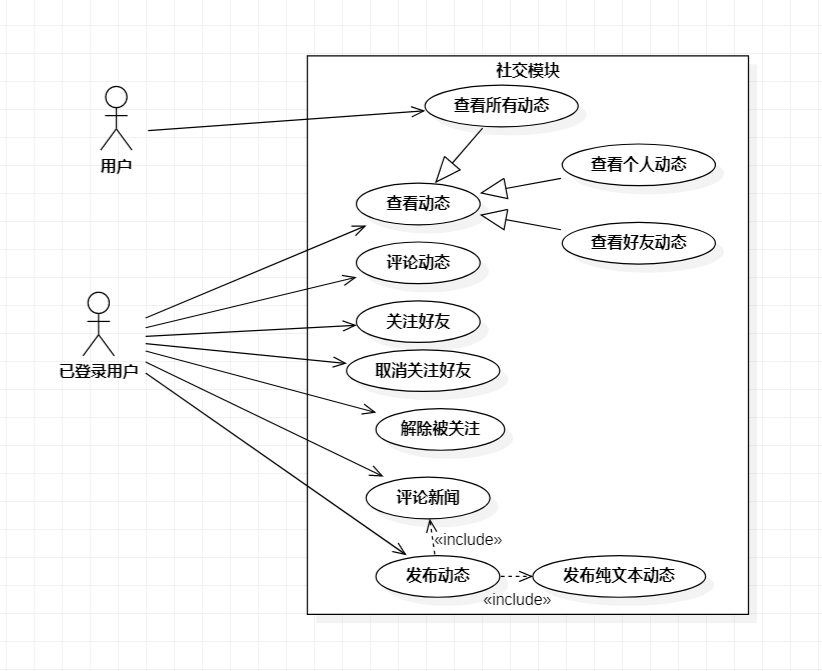 社交模块
查看所有动态
用户
查看个人动态
查看动态
查看好友动态
评论动态
关注好友
已登录用户
取消关注好友
解除被关注
评论新闻
«include»
发布动态
发布纯文本动态
«include»